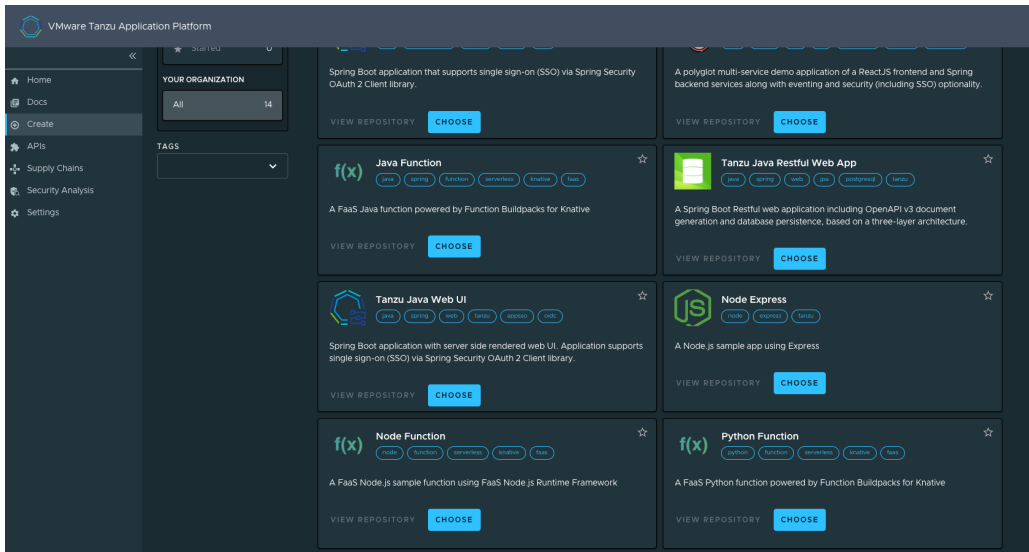 VMware Tanzu Application Platform
Home
Docs
Create
APIs
Supply Chains
Security Analysis
Settings
Starred 0
YOUR ORGANIZATION
All 14
TAGS
Spring Boot application that supports single sign-on (SSO) via Spring Security
OAuth 2 Client library.
VIEW REPOSITORY CHOOSE
A polyglot multi-service demo application of a ReactJS frontend and Spring
backend services along with eventing and security (including SSO) optionality.
VIEW REPOSITORY CHOOSE
f(x) Java Function
java spring function serverless knative faas
A FaaS Java function powered by Function Buildpacks for Knative
VIEW REPOSITORY CHOOSE
Tanzu Java Restful Web App
java spring web jpa postgresql tanzu
A Spring Boot Restful web application including OpenAPI v3 document
generation and database persistence, based on a three-layer architecture.
VIEW REPOSITORY CHOOSE
Tanzu Java Web UI
java spring web tanzu appsso oidc
Spring Boot application with server side rendered web UI. Application supports
single sign-on (SSO) via Spring Security OAuth 2 Client library.
VIEW REPOSITORY CHOOSE
JS Node Express
node express tanzu
A Node.js sample app using Express
VIEW REPOSITORY CHOOSE
f(x) Node Function
node function serverless knative faas
A FaaS Node.js sample function using FaaS Node.js Runtime Framework
VIEW REPOSITORY CHOOSE
f(x) Python Function
python function serverless knative faas
A FaaS Python function powered by Function Buildpacks for Knative
VIEW REPOSITORY CHOOSE